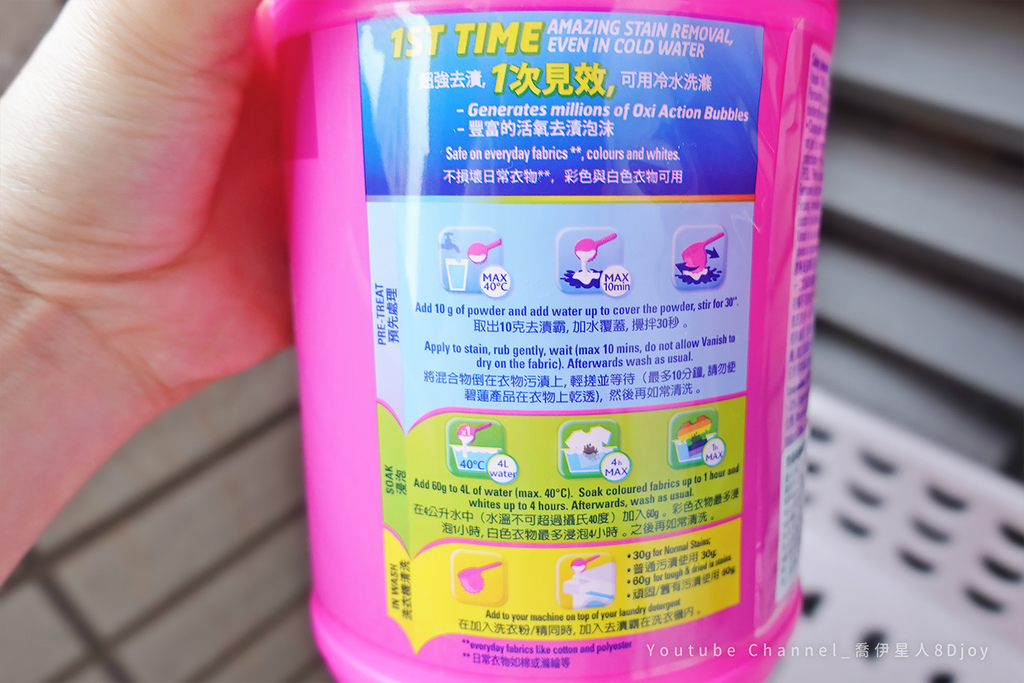 1ST TIME AMAZING STAIN REMOVAL,
EVEN IN COLD WATER
超強去漬, 1次見效, 可用冷水洗滌
- Generates millions of Oxi Action Bubbles
- 豐富的活氧去漬泡沫
Safe on everyday fabrics **, colours and whites.
不損壞日常衣物**, 彩色與白色衣物可用
PRE-TREAT
預先處理
MAX
40°C
MAX
10min
Add 10 g of powder and add water up to cover the powder, stir for 30".
取出10克去漬霸, 加水覆蓋, 攪拌30秒。
Apply to stain, rub gently, wait (max 10 mins, do not allow Vanish to
dry on the fabric). Afterwards wash as usual.
將混合物倒在衣物污漬上, 輕搓並等待（最多10分鐘, 請勿使
碧蓮產品在衣物上乾透), 然後再如常清洗。
SOAK
浸泡
x1
40°C
4L
water
4h
MAX
1h
MAX
Add 60g to 4L of water (max. 40°C). Soak coloured fabrics up to 1 hour and
whites up to 4 hours. Afterwards, wash as usual.
在4公升水中（水溫不可超過攝氏40度）加入60g。彩色衣物最多浸
泡1小時, 白色衣物最多浸泡4小時。之後再如常清洗。
IN WASH
洗衣機清洗
• 30g for Normal Stains;
• 普通污漬使用 30g;
• 60g for tough & dried in stains;
• 頑固/舊有污漬使用 60g.
Add to your machine on top of your laundry detergent
在加入洗衣粉/精同時, 加入去漬霸在洗衣機內。
**everyday fabrics like cotton and polyester
**日常衣物如棉或滌綸等
Youtube Channel_喬伊星人8Djoy